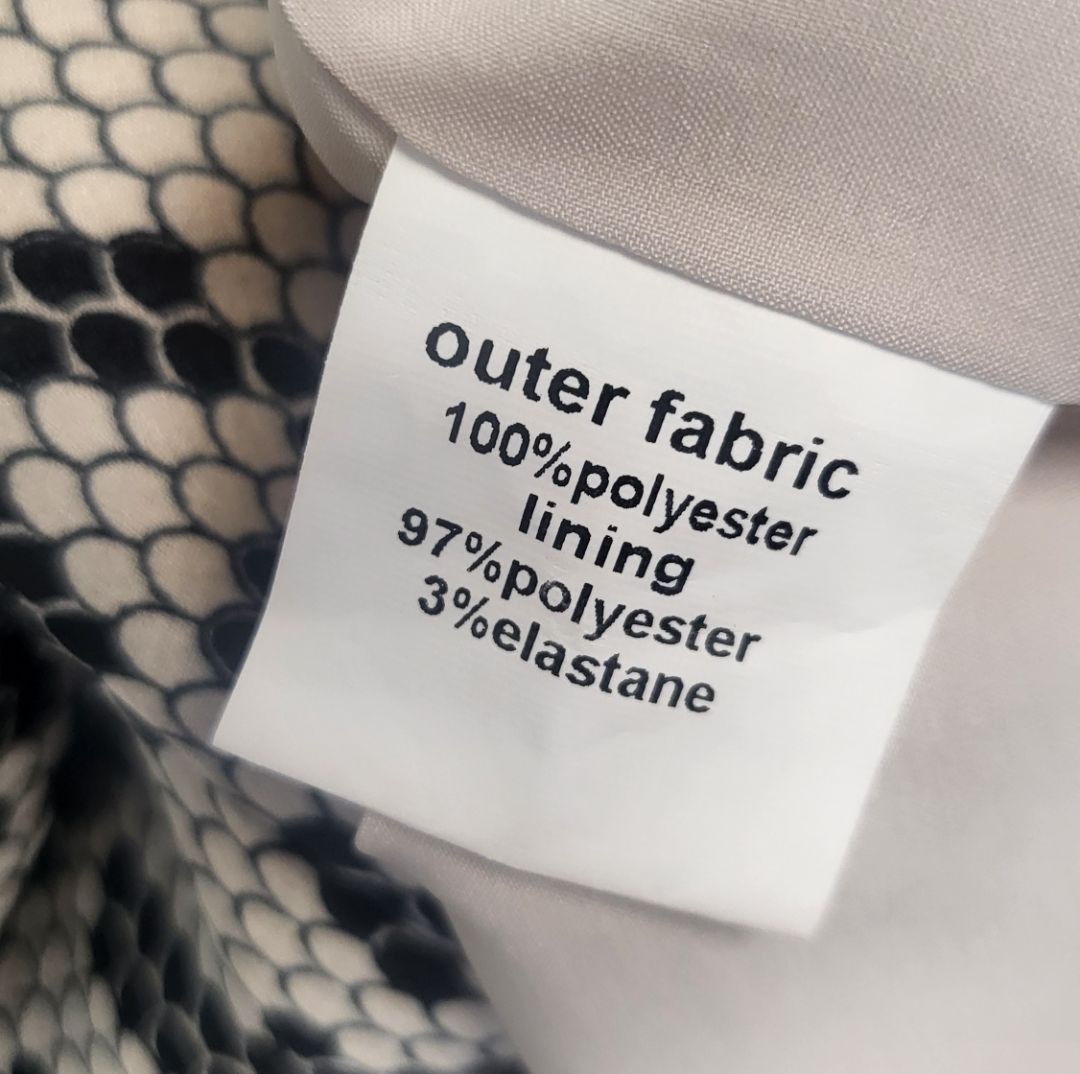 outer fabric
100%polyester
lining
97%polyester
3%elastane